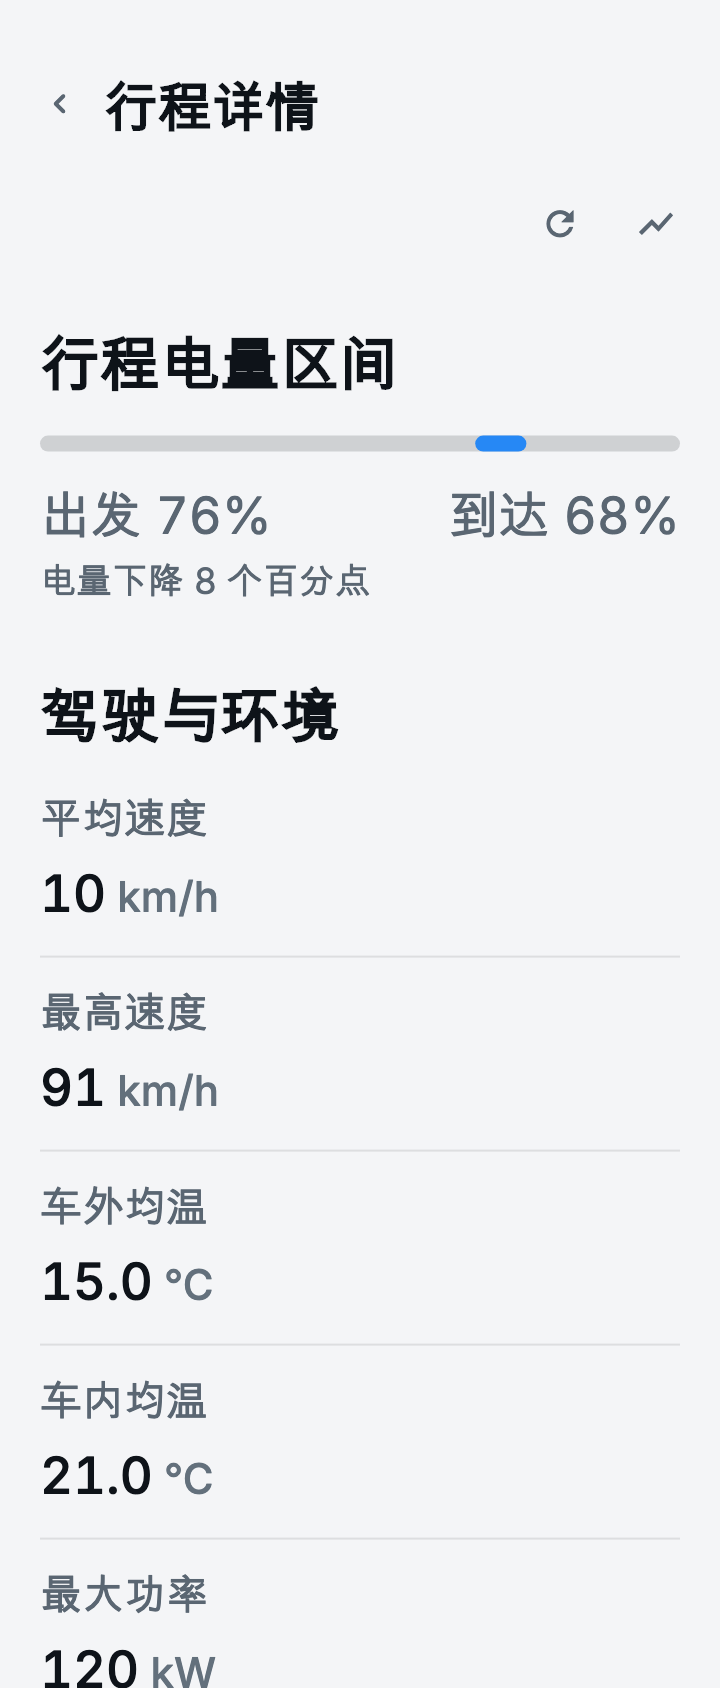 行程详情
行程电量区间
出发 76% 到达 68%
电量下降 8 个百分点
驾驶与环境
平均速度
10 km/h
最高速度
91 km/h
车外均温
15.0 °C
车内均温
21.0 °C
最大功率
120 kW